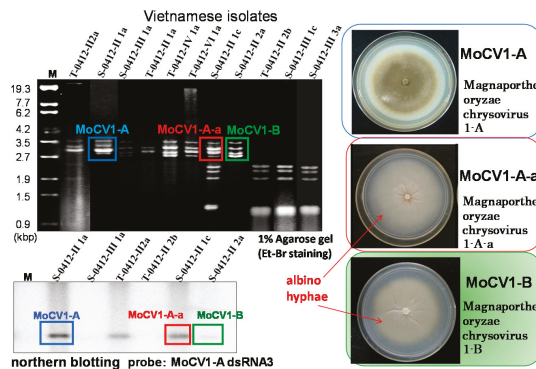 Vietnamese isolates
M
T-0412-II2a
S-0412-II 1a
S-0412-III 1a
T-0412-II 1a
T-0412-IV 1a
T-0412-VI 1a
S-0412-II 1c
S-0412-II 2a
T-0412-II 2b
S-0412-III 1c
S-0412-III 3a
19.3
7.7
6.2
4.2
3.5
2.7
1.9
1.5
0.9
(kbp)
MoCV1-A
MoCV1-A-a
MoCV1-B
1% Agarose gel
(Et-Br staining)
M
S-0412-II 1a
S-0412-III 1a
T-0412-II2a
T-0412-II 2b
S-0412-II 1c
S-0412-II 2a
MoCV1-A
MoCV1-A-a
MoCV1-B
northern blotting probe: MoCV1-A dsRNA3
MoCV1-A
Magnaporthe
oryzae
chrysovirus
1-A
MoCV1-A-a
Magnaporthe
oryzae
chrysovirus
1-A-a
albino
hyphae
MoCV1-B
Magnaporthe
oryzae
chrysovirus
1-B